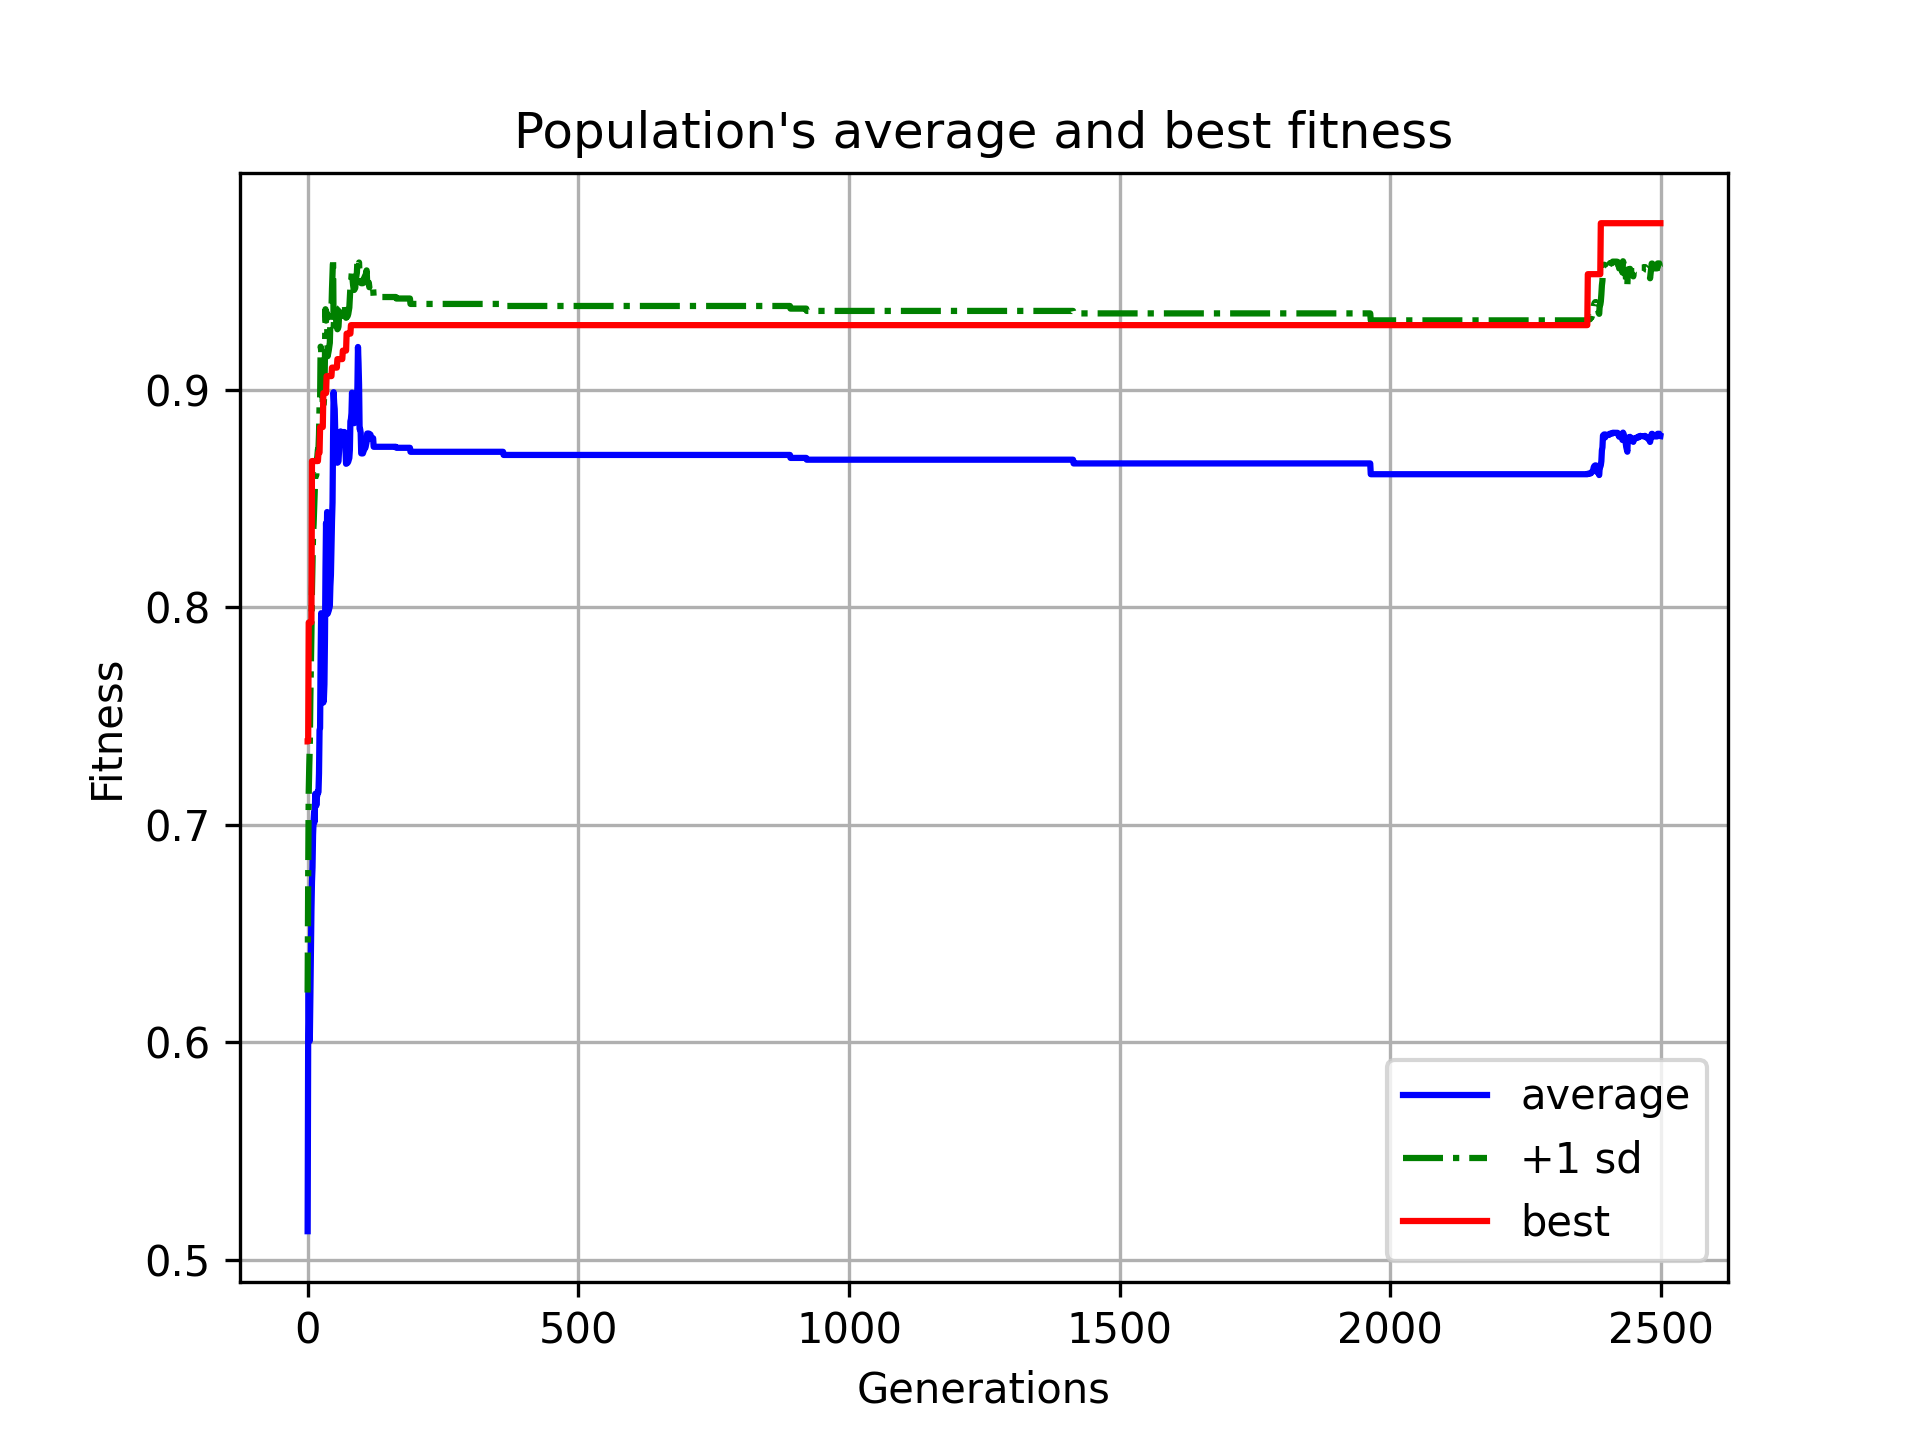 Population's average and best fitness
0.9
0.8
0.7
0.6
0.5
Fitness
average
+1 sd
best
0 500 1000 1500 2000 2500
Generations